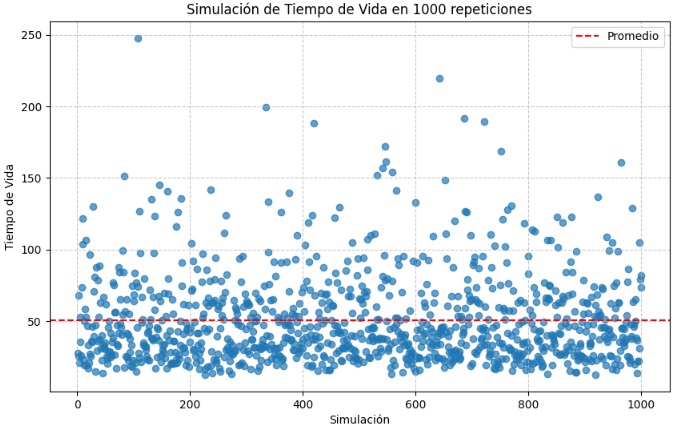 Simulación de Tiempo de Vida en 1000 repeticiones
Promedio
250
200
150
100
50
Tiempo de Vida
0
200
400
600
800
1000
Simulación